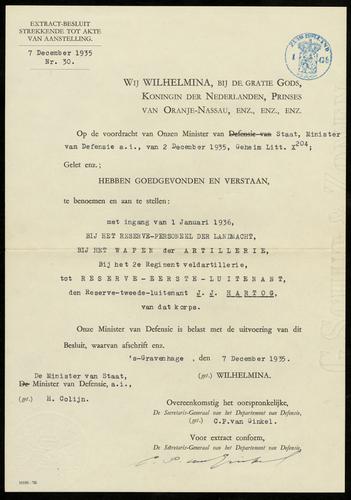 EXTRACT-BESLUIT
STREKKENDE TOT AKTE
VAN AANSTELLING.
7 December 1935
Nr. 30.
WIJ WILHELMINA, BIJ DE GRATIE GODS,
KONINGIN DER NEDERLANDEN, PRINSES
VAN ORANJE-NASSAU, ENZ., ENZ., ENZ.
Op de voordracht van Onzen Minister van Defensie van Staat, Minister
van Defensie a.i., van 2 December 1935, Geheim Litt. X204;
Gelet enz.;
HEBBEN GOEDGEVONDEN EN VERSTAAN,
te benoemen en aan te stellen:
met ingang van 1 Januari 1936,
BIJ HET RESERVE-PERSONEEL DER LANDMACHT,
BIJ HET WAPEN der ARTILLERIE,
Bij het 2e Regiment veldartillerie,
tot RESERVE-EERSTE-LUITENANT,
den Reserve-tweede-luitenant J. J. HARTOG,
van dat korps.
Onze Minister van Defensie is belast met de uitvoering van dit
Besluit, waarvan afschrift enz.
's-Gravenhage, den 7 December 1935.
De Minister van Staat,
De Minister van Defensie, a.i.,
(get.) H. Colijn.
(get.) WILHELMINA.
Overeenkomstig het oorspronkelijke,
De Secretaris-Generaal van het Departement van Defensie,
(get.) C.P.van Ginkel.
Voor extract conform,
De Secretaris-Generaal van het Departement van Defensie,
C P van Ginkel